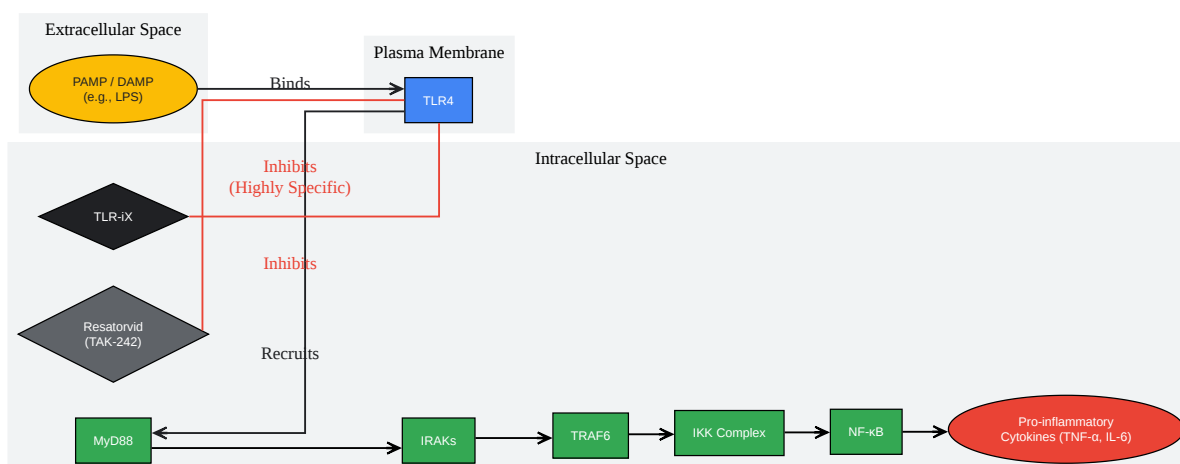 Extracellular Space
Plasma Membrane
PAMP / DAMP
(e.g., LPS)
Binds
TLR4
Intracellular Space
Inhibits
(Highly Specific)
TLR-iX
Inhibits
Resatorvid
(TAK-242)
Recruits
MyD88
IRAKs
TRAF6
IKK Complex
NF-κB
Pro-inflammatory
Cytokines (TNF-α, IL-6)